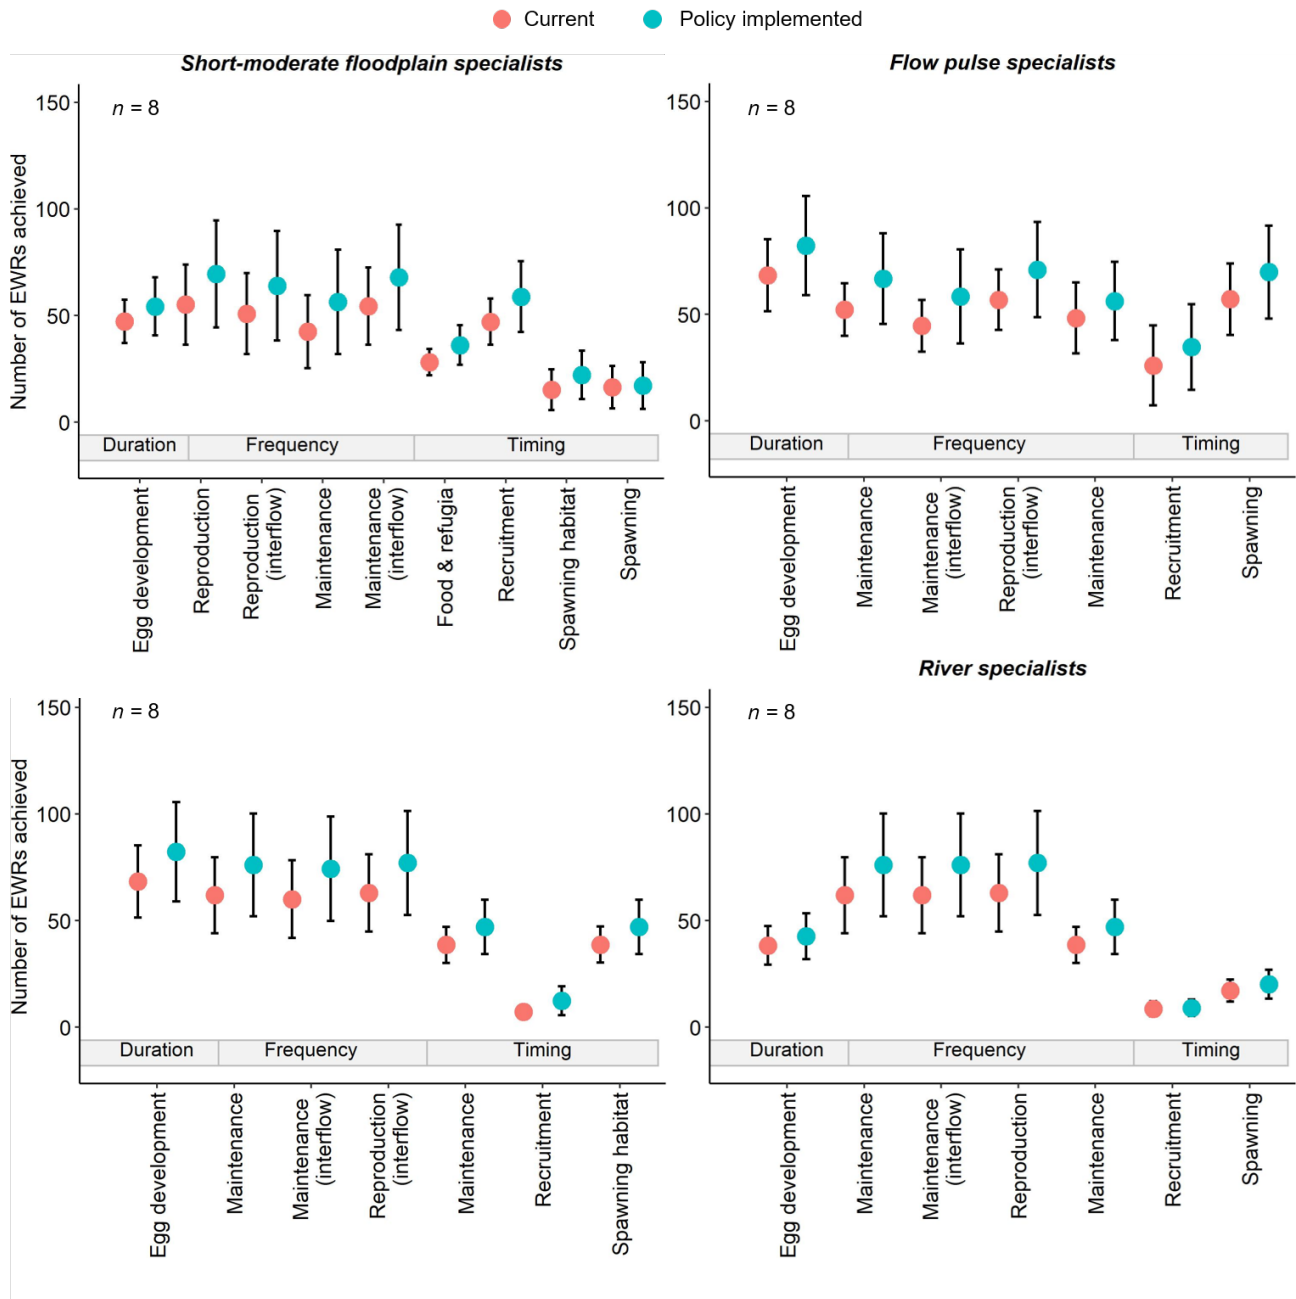 Current Policy implemented
Short-moderate floodplain specialists
n = 8
150
100
50
0
Number of EWRs achieved
Duration Frequency Timing
Egg development
Reproduction
Reproduction
(interflow)
Maintenance
Maintenance
(interflow)
Food & refugia
Recruitment
Spawning habitat
Spawning
Flow pulse specialists
n = 8
150
100
50
0
Duration Frequency Timing
Egg development
Maintenance
Maintenance
(interflow)
Reproduction
(interflow)
Maintenance
Recruitment
Spawning
n = 8
150
100
50
0
Number of EWRs achieved
Duration Frequency Timing
Egg development
Maintenance
Maintenance
(interflow)
Reproduction
(interflow)
Maintenance
Recruitment
Spawning habitat
River specialists
n = 8
150
100
50
0
Duration Frequency Timing
Egg development
Maintenance
Maintenance
(interflow)
Reproduction
Maintenance
Recruitment
Spawning